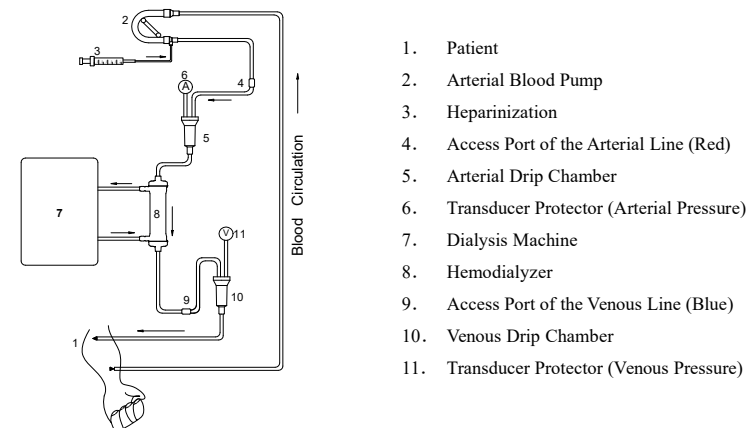 2
3
6
A
4
5
7
8
Blood Circulation
V
11
9
10
1
1. Patient
2. Arterial Blood Pump
3. Heparinization
4. Access Port of the Arterial Line (Red)
5. Arterial Drip Chamber
6. Transducer Protector (Arterial Pressure)
7. Dialysis Machine
8. Hemodialyzer
9. Access Port of the Venous Line (Blue)
10. Venous Drip Chamber
11. Transducer Protector (Venous Pressure)